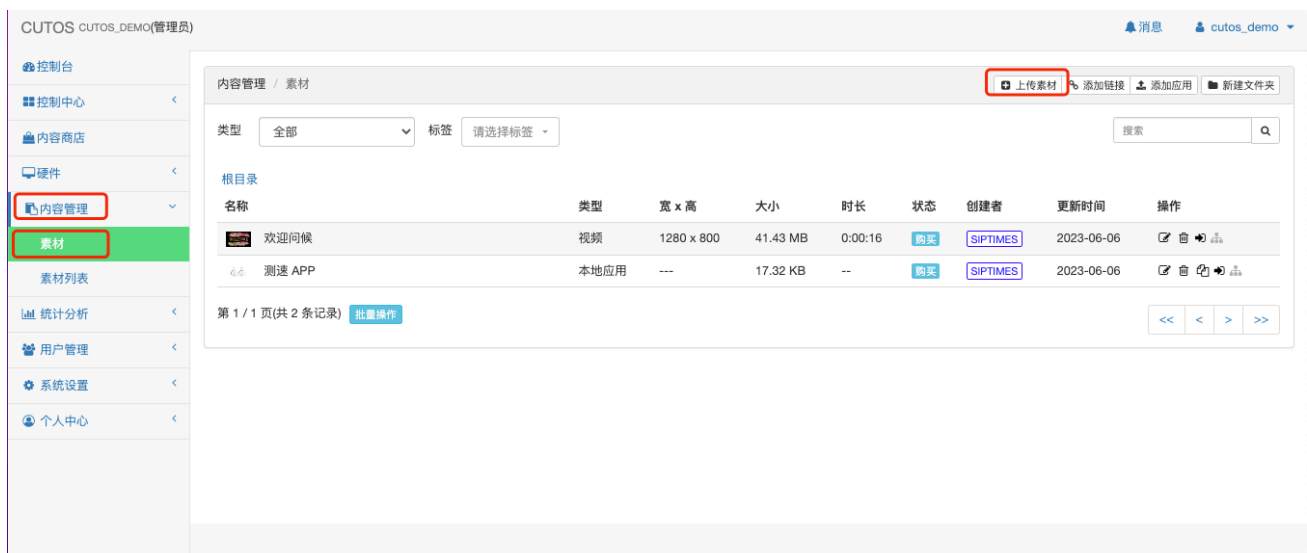 CUTOS CUTOS_DEMO(管理员)
消息
cutos_demo
控制台
控制中心
内容商店
硬件
内容管理
素材
素材列表
统计分析
用户管理
系统设置
个人中心
内容管理 / 素材
上传素材 添加链接 添加应用 新建文件夹
类型 全部 标签 请选择标签 搜索
根目录
名称 类型 宽 x 高 大小 时长 状态 创建者 更新时间 操作
欢迎问候 视频 1280 x 800 41.43 MB 0:00:16 购买 SIPTIMES 2023-06-06
测速 APP 本地应用 --- 17.32 KB -- 购买 SIPTIMES 2023-06-06
第 1 / 1 页(共 2 条记录) 批量操作 << < > >>